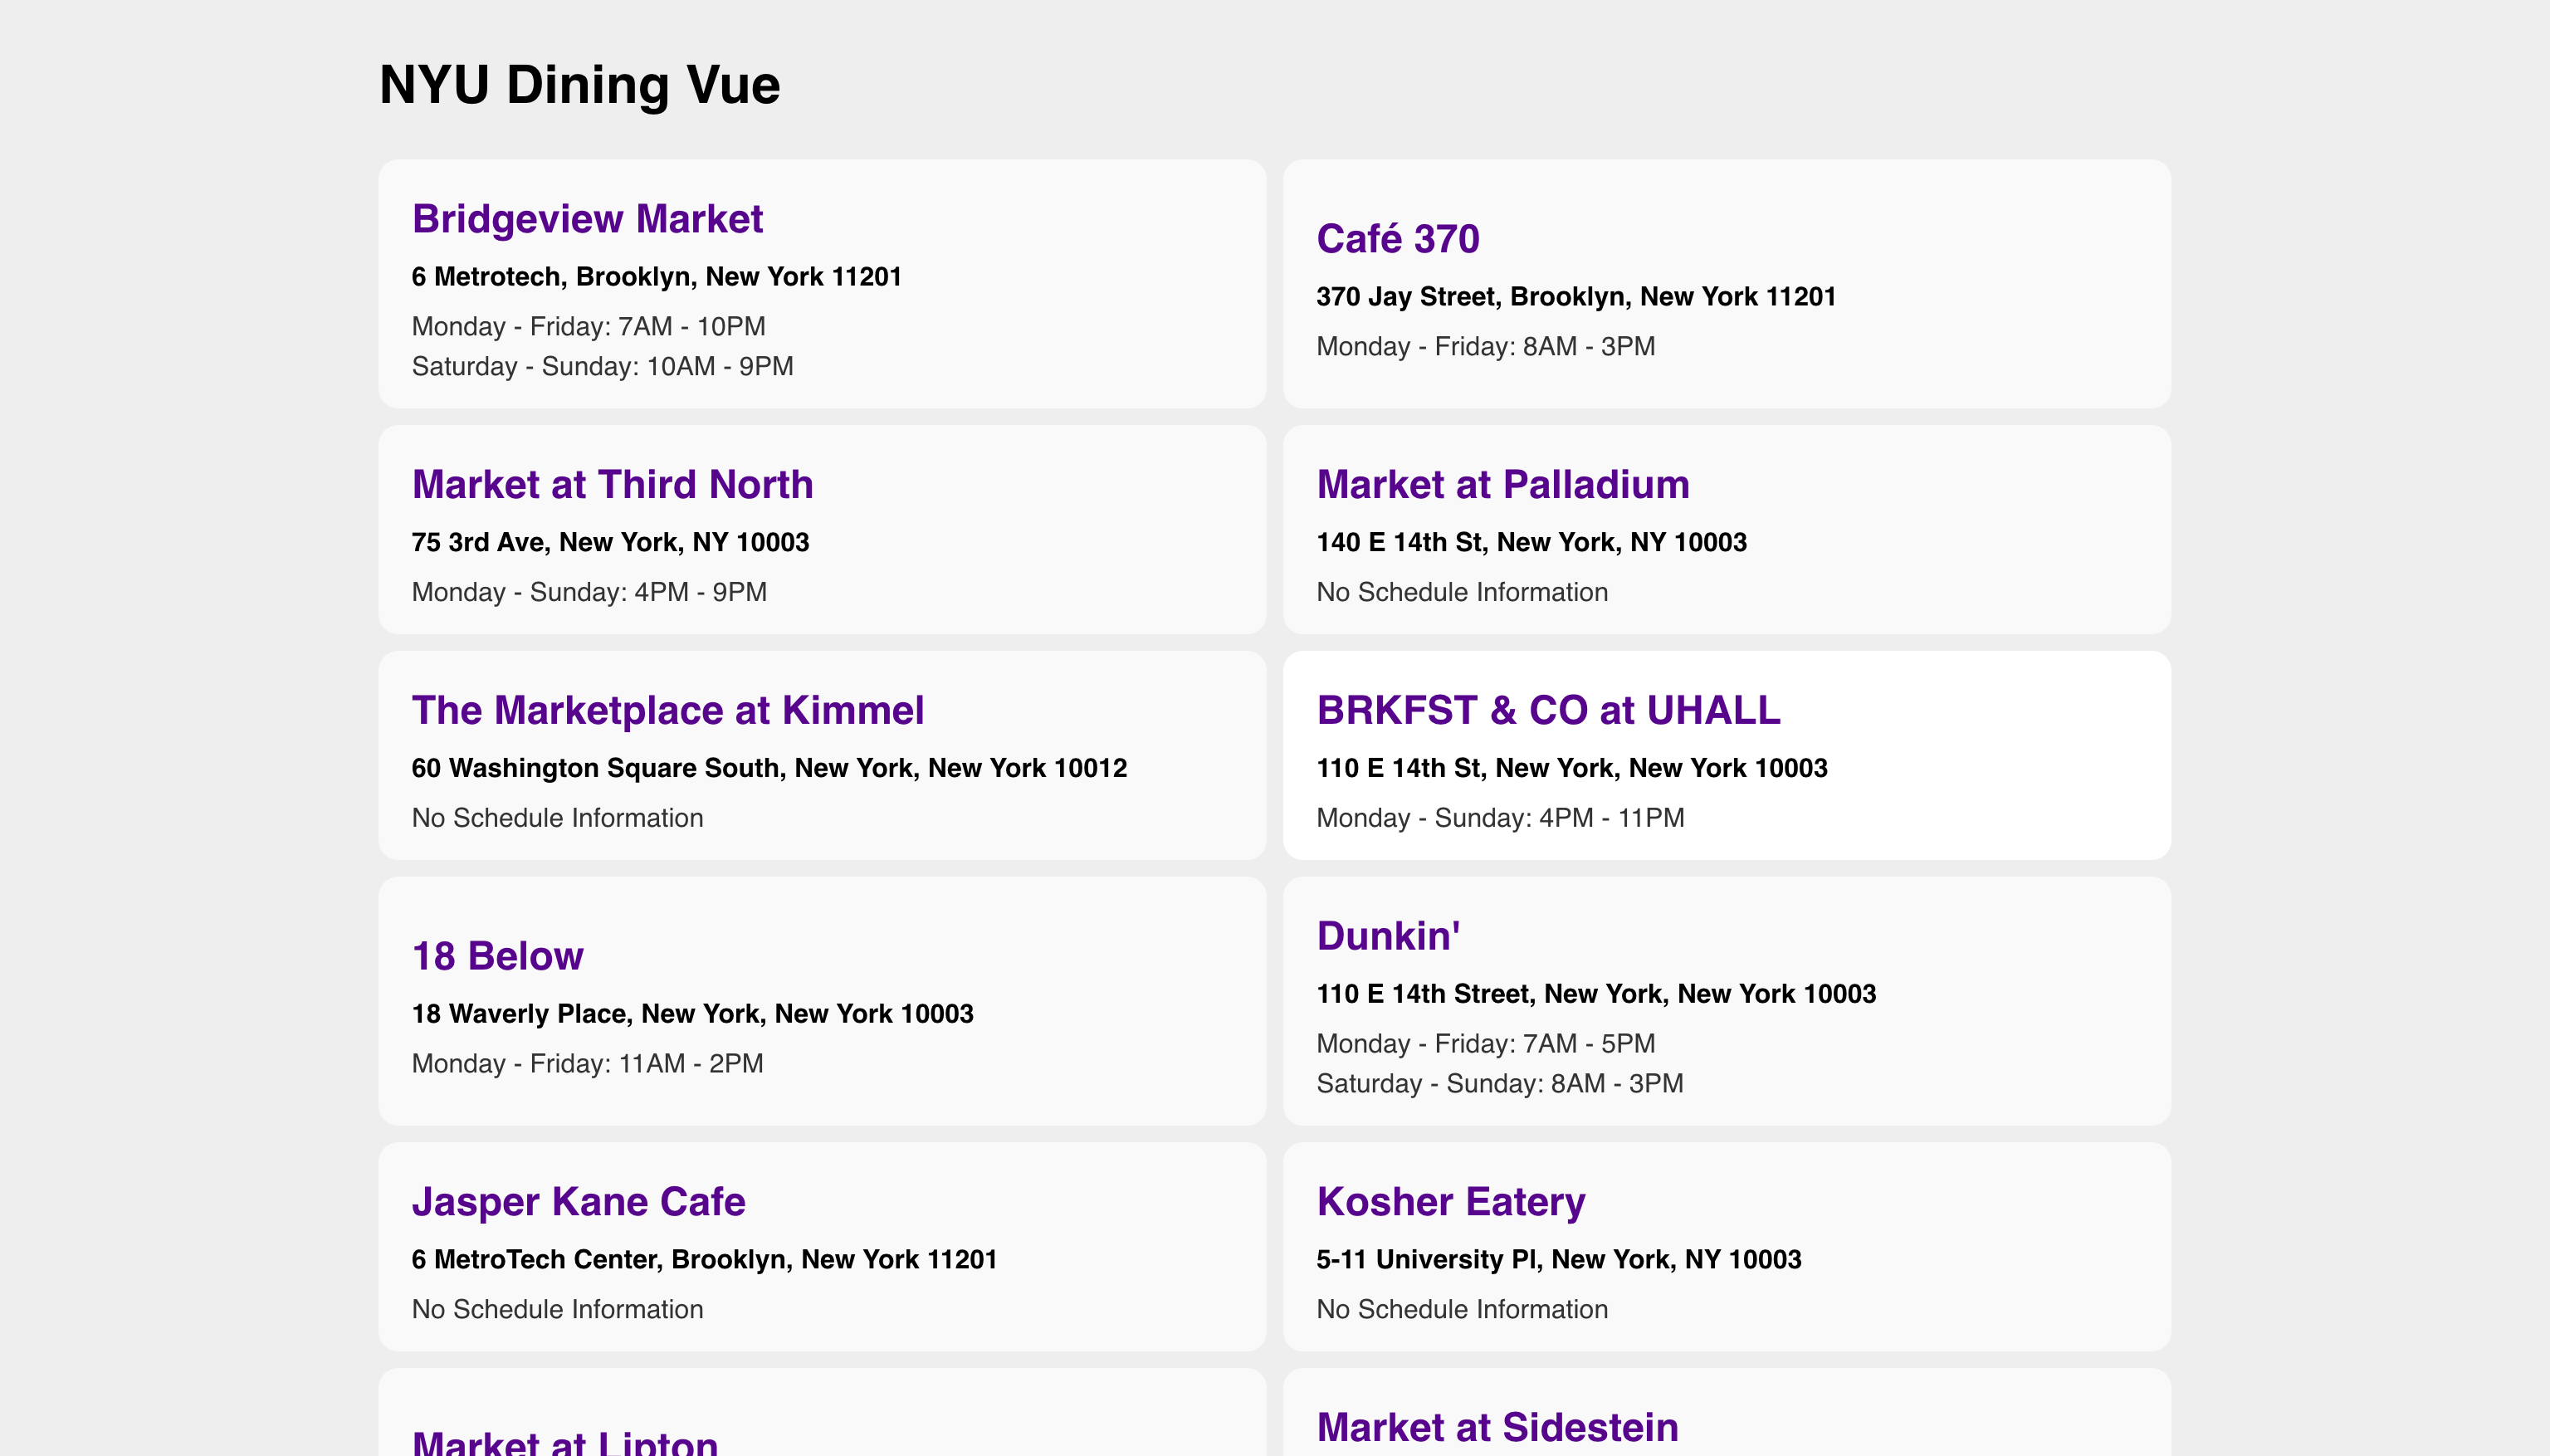 NYU Dining Vue
Bridgeview Market
6 Metrotech, Brooklyn, New York 11201
Monday - Friday: 7AM - 10PM
Saturday - Sunday: 10AM - 9PM
Café 370
370 Jay Street, Brooklyn, New York 11201
Monday - Friday: 8AM - 3PM
Market at Third North
75 3rd Ave, New York, NY 10003
Monday - Sunday: 4PM - 9PM
Market at Palladium
140 E 14th St, New York, NY 10003
No Schedule Information
The Marketplace at Kimmel
60 Washington Square South, New York, New York 10012
No Schedule Information
BRKFST & CO at UHALL
110 E 14th St, New York, New York 10003
Monday - Sunday: 4PM - 11PM
18 Below
18 Waverly Place, New York, New York 10003
Monday - Friday: 11AM - 2PM
Dunkin'
110 E 14th Street, New York, New York 10003
Monday - Friday: 7AM - 5PM
Saturday - Sunday: 8AM - 3PM
Jasper Kane Cafe
6 MetroTech Center, Brooklyn, New York 11201
No Schedule Information
Kosher Eatery
5-11 University Pl, New York, NY 10003
No Schedule Information
Market at Lipton
Market at Sidestein